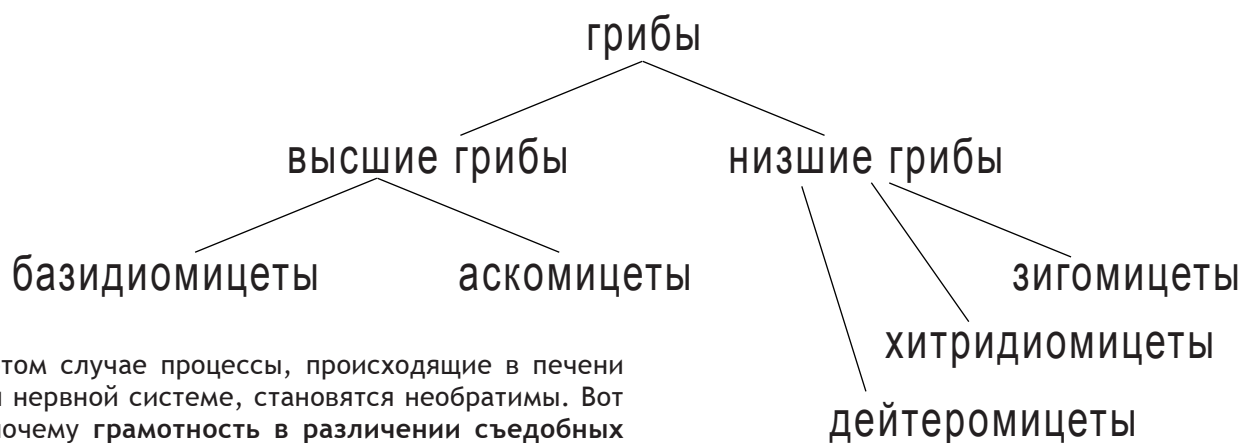 грибы
высшие грибы низшие грибы
базидиомицеты аскомицеты зигомицеты
хитридиомицеты
дейтеромицеты
том случае процессы, происходящие в печени
нервной системе, становятся необратимы. Вот
почему грамотность в различении съедобных